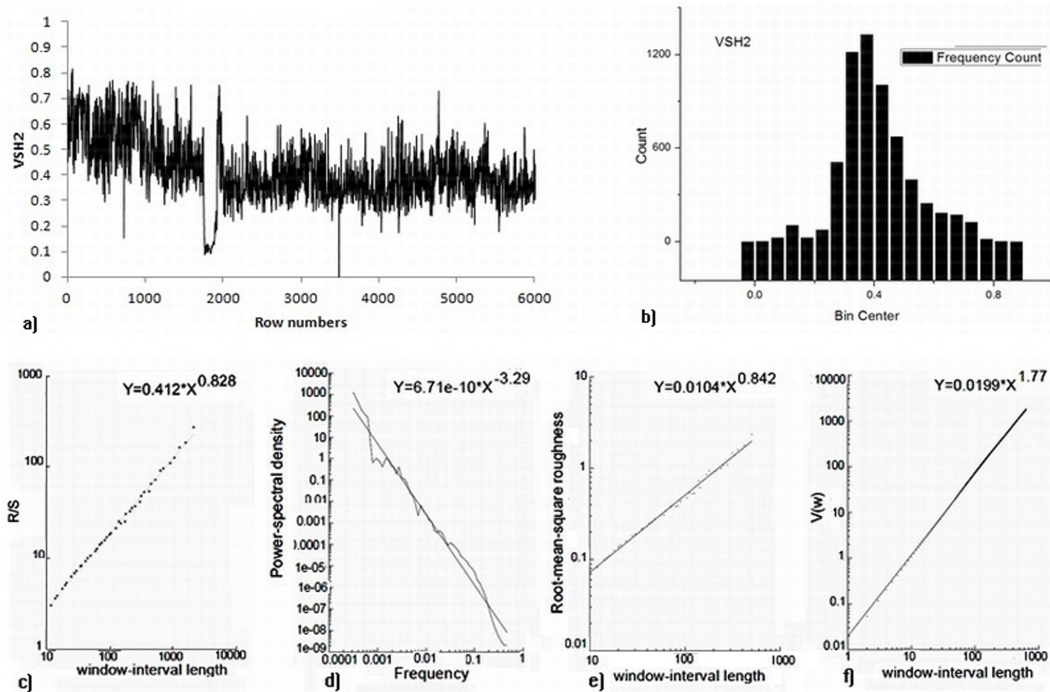 1
0.9
0.8
0.7
0.6
0.5
0.4
0.3
0.2
0.1
0
VSH2
0 1000 2000 3000 4000 5000 6000
Row numbers
a)
VSH2
Frequency Count
1200
600
0
Count
0.0 0.4 0.8
Bin Center
b)
1000
100
10
1
R/S
Y=0.412*X^0.828
10 100 1000 10000
window-interval length
c)
10000
1000
100
10
1
0.1
0.01
0.001
0.0001
1e-05
1e-06
1e-07
1e-08
1e-09
Power-spectral density
Y=6.71e-10*X^-3.29
0.0001 0.001 0.01 0.1 1
Frequency
d)
10
1
0.1
0.01
Root-mean-square roughness
Y=0.0104*X^0.842
10 100 1000
window-interval length
e)
10000
1000
100
10
1
0.1
0.01
V(w)
Y=0.0199*X^1.77
1 10 100 1000
window-interval length
f)